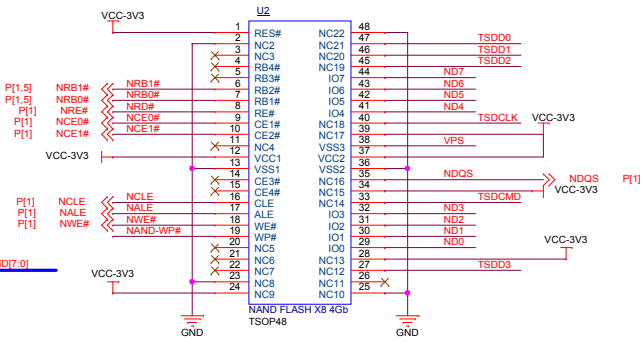 U2
VCC-3V3
1 RES# NC22 48
2 NC2 NC21 47 TSDD0
3 NC3 NC20 46 TSDD1
4 RB4# NC19 45 TSDD2
5 RB3# IO7 44 ND7
P[1,5] NRB1# NRB1# 6 RB2# IO6 43 ND6
P[1,5] NRB0# NRB0# 7 RB1# IO5 42 ND5
P[1] NRE# NRD# 8 RE# IO4 41 ND4
P[1] NCE0# NCE0# 9 CE1# NC18 40 TSDCLK VCC-3V3
P[1] NCE1# NCE1# 10 CE2# NC17 39
11 NC4 VSS3 38 VPS
VCC-3V3 12 VCC1 VCC2 37
13 VSS1 VSS2 36
14 CE3# NC16 35 NDQS NDQS P[1]
15 CE4# NC15 34 VCC-3V3
P[1] NCLE NCLE 16 CLE NC14 33 TSDCMD
P[1] NALE NALE 17 ALE IO3 32 ND3
P[1] NWE# NWE# 18 WE# IO2 31 ND2
NAND-WP# 19 WP# IO1 30 ND1
20 NC5 IO0 29 ND0
VCC-3V3
21 NC6 NC13 28
D[7:0] 22 NC7 NC12 27 TSDD3
VCC-3V3
23 NC8 NC11 26
24 NC9 NC10 25
NAND FLASH X8 4Gb
TSOP48
GND GND